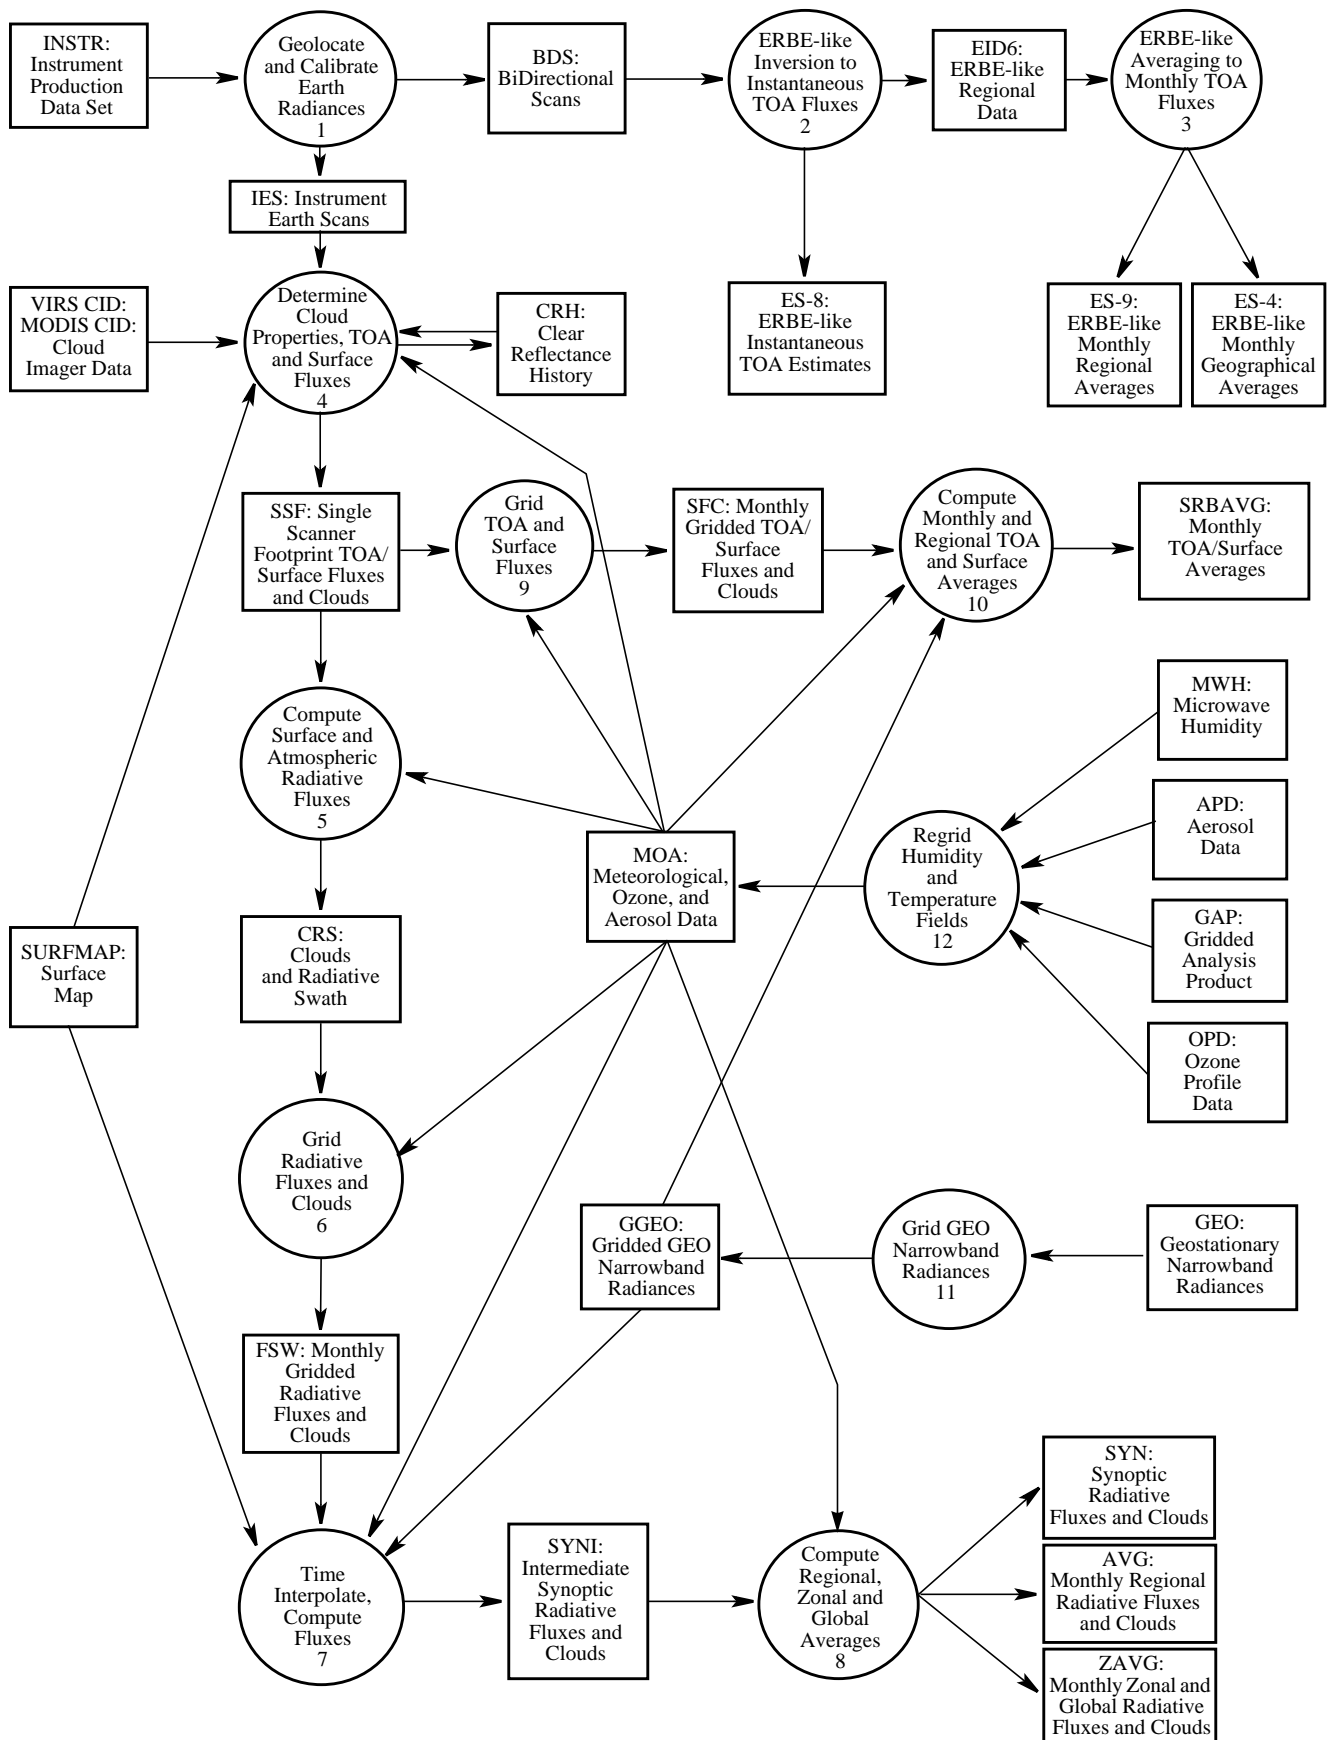 INSTR:
Instrument
Production
Data Set
Geolocate
and Calibrate
Earth
Radiances
1
BDS:
BiDirectional
Scans
ERBE-like
Inversion to
Instantaneous
TOA Fluxes
2
EID6:
ERBE-like
Regional
Data
ERBE-like
Averaging to
Monthly TOA
Fluxes
3
IES: Instrument
Earth Scans
VIRS CID:
MODIS CID:
Cloud
Imager Data
Determine
Cloud
Properties, TOA
and Surface
Fluxes
4
CRH:
Clear
Reflectance
History
ES-8:
ERBE-like
Instantaneous
TOA Estimates
ES-9:
ERBE-like
Monthly
Regional
Averages
ES-4:
ERBE-like
Monthly
Geographical
Averages
SSF: Single
Scanner
Footprint TOA/
Surface Fluxes
and Clouds
Grid
TOA and
Surface
Fluxes
9
SFC: Monthly
Gridded TOA/
Surface
Fluxes and
Clouds
Compute
Monthly and
Regional TOA
and Surface
Averages
10
SRBAVG:
Monthly
TOA/Surface
Averages
Compute
Surface and
Atmospheric
Radiative
Fluxes
5
MWH:
Microwave
Humidity
APD:
Aerosol
Data
MOA:
Meteorological,
Ozone, and
Aerosol Data
Regrid
Humidity
and
Temperature
Fields
12
GAP:
Gridded
Analysis
Product
SURFMAP:
Surface
Map
CRS:
Clouds
and Radiative
Swath
OPD:
Ozone
Profile
Data
Grid
Radiative
Fluxes and
Clouds
6
GGEO:
Gridded GEO
Narrowband
Radiances
Grid GEO
Narrowband
Radiances
11
GEO:
Geostationary
Narrowband
Radiances
FSW: Monthly
Gridded
Radiative
Fluxes and
Clouds
Time
Interpolate,
Compute
Fluxes
7
SYNI:
Intermediate
Synoptic
Radiative
Fluxes and
Clouds
Compute
Regional,
Zonal and
Global
Averages
8
SYN:
Synoptic
Radiative
Fluxes and Clouds
AVG:
Monthly Regional
Radiative Fluxes
and Clouds
ZAVG:
Monthly Zonal and
Global Radiative
Fluxes and Clouds